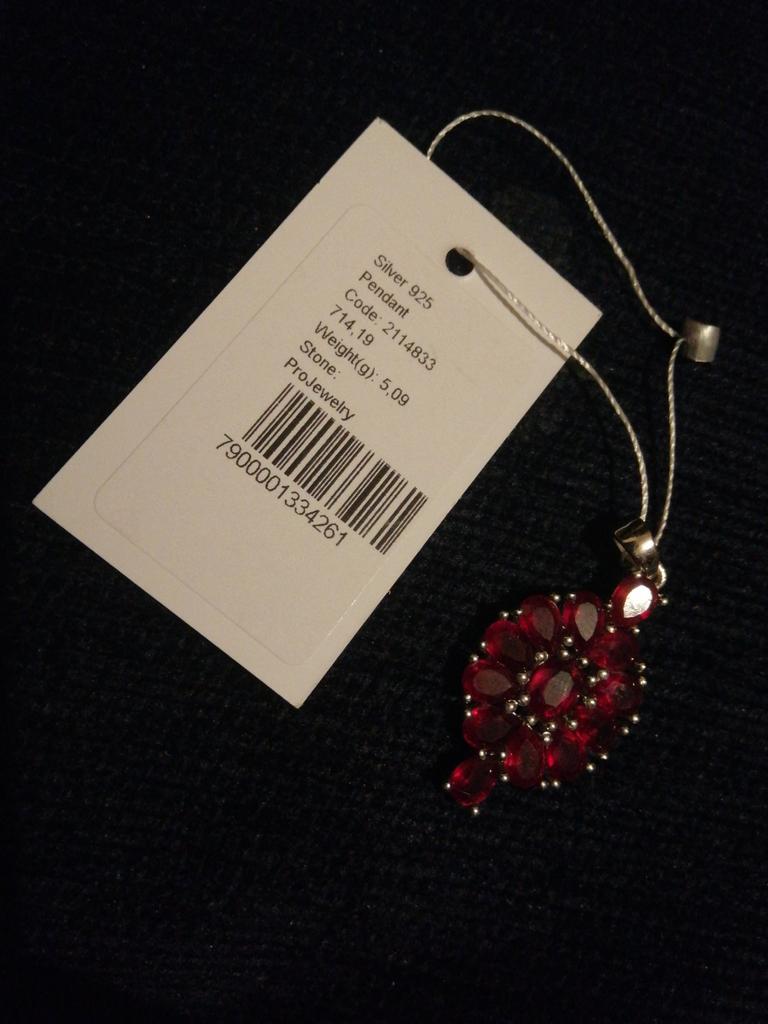 Silver 925
Pendant
Code: 2114833
714,19
Weight(g): 5,09
Stone:
ProJewelry
7900001334261